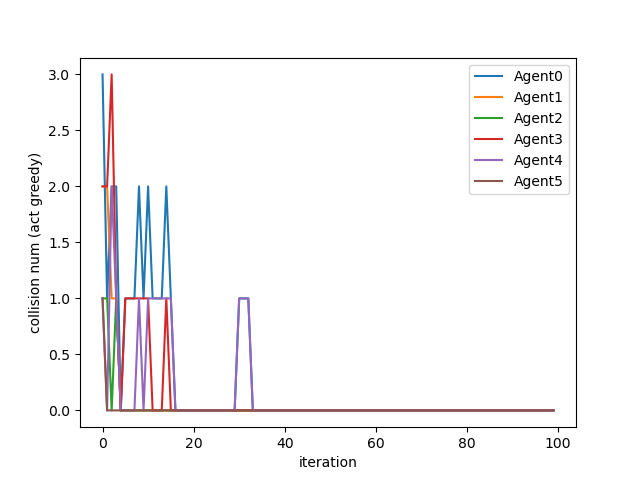 3.0
2.5
2.0
1.5
1.0
0.5
0.0
collision num (act greedy)
0 20 40 60 80 100
iteration
Agent0
Agent1
Agent2
Agent3
Agent4
Agent5